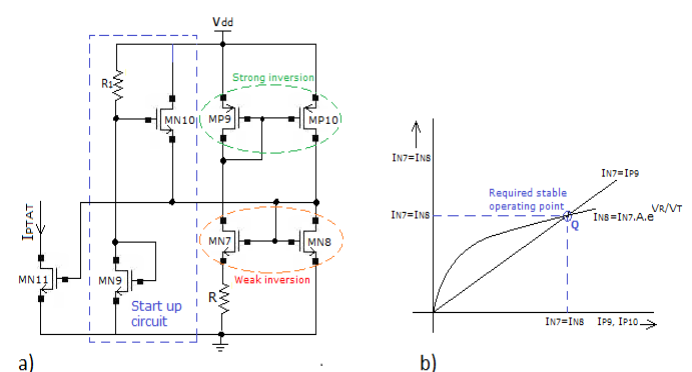 Vdd
R1
MN10
Strong inversion
MP9
MP10
IPTAT
MN7
MN8
MN11
MN9
Weak inversion
R
Start up
circuit
a)
IN7=IN8
IN7=IP9
Required stable
operating point
IN7=IN8
Q
IN8=IN7.A.eVR/VT
IN7=IN8
IP9, IP10
b)